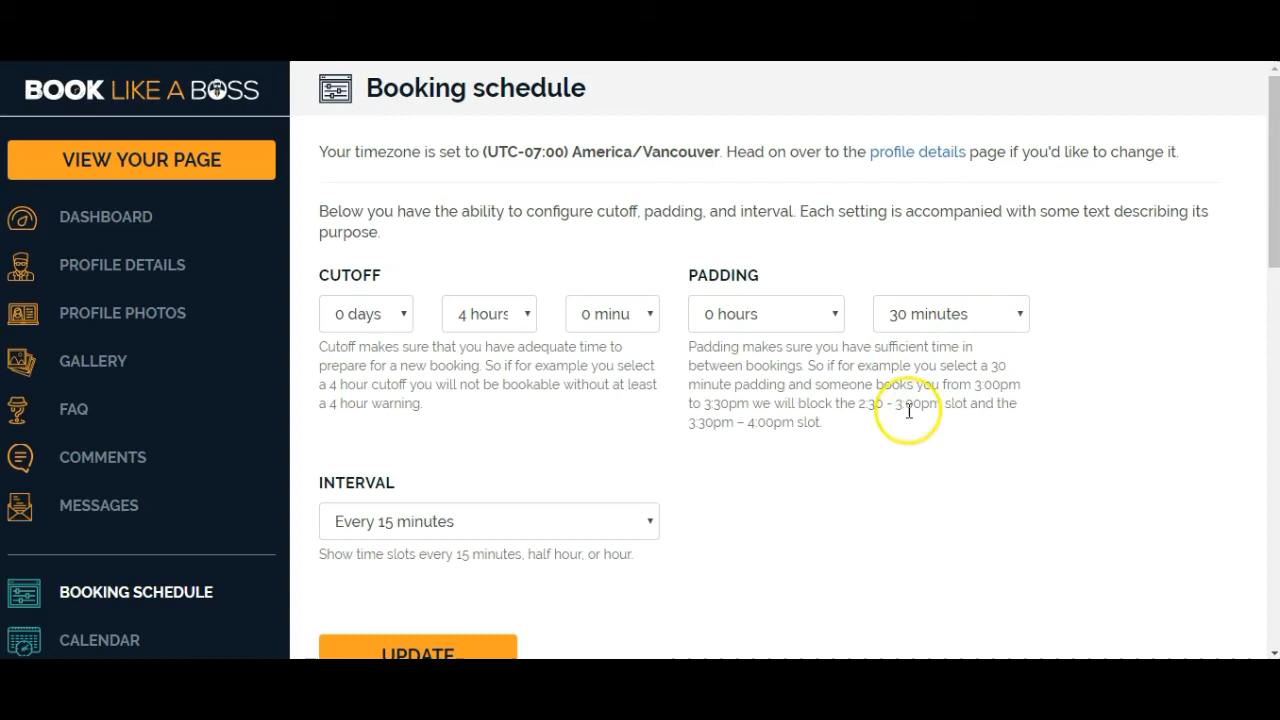 BOOK LIKE A BOSS
VIEW YOUR PAGE
DASHBOARD
PROFILE DETAILS
PROFILE PHOTOS
GALLERY
FAQ
COMMENTS
MESSAGES
BOOKING SCHEDULE
CALENDAR
Booking schedule
Your timezone is set to (UTC-07:00) America/Vancouver. Head on over to the profile details page if you'd like to change it.
Below you have the ability to configure cutoff, padding, and interval. Each setting is accompanied with some text describing its
purpose.
CUTOFF
0 days 4 hours 0 minu
Cutoff makes sure that you have adequate time to
prepare for a new booking. So if for example you select
a 4 hour cutoff you will not be bookable without at least
a 4 hour warning.
PADDING
0 hours 30 minutes
Padding makes sure you have sufficient time in
between bookings. So if for example you select a 30
minute padding and someone books you from 3:00pm
to 3:30pm we will block the 2:30 - 3:00pm slot and the
3:30pm – 4:00pm slot.
INTERVAL
Every 15 minutes
Show time slots every 15 minutes, half hour, or hour.
UPDATE